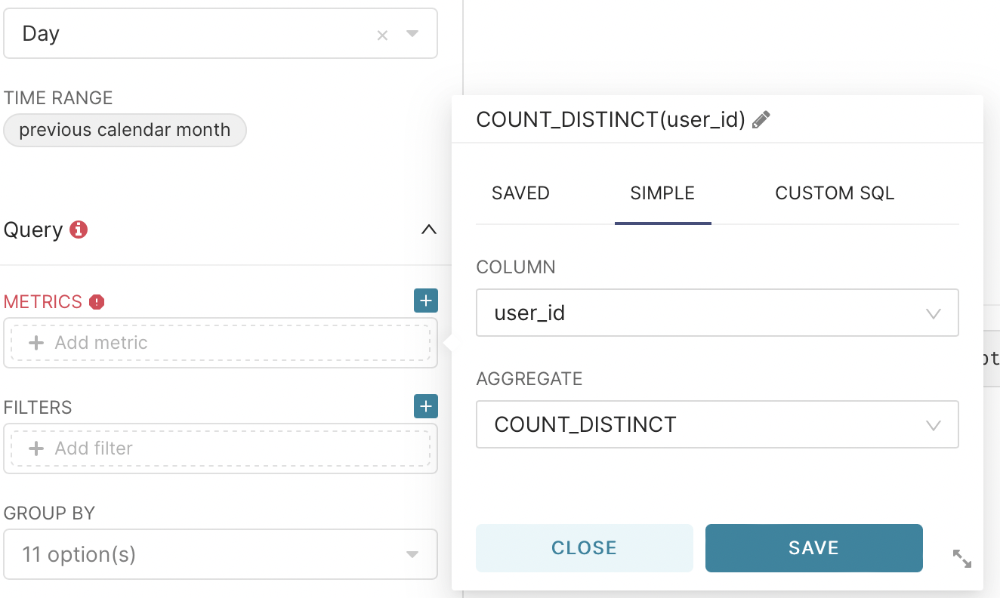 Day
TIME RANGE
previous calendar month
Query
METRICS
Add metric
FILTERS
Add filter
GROUP BY
11 option(s)
COUNT_DISTINCT(user_id)
SAVED SIMPLE CUSTOM SQL
COLUMN
user_id
AGGREGATE
COUNT_DISTINCT
CLOSE SAVE